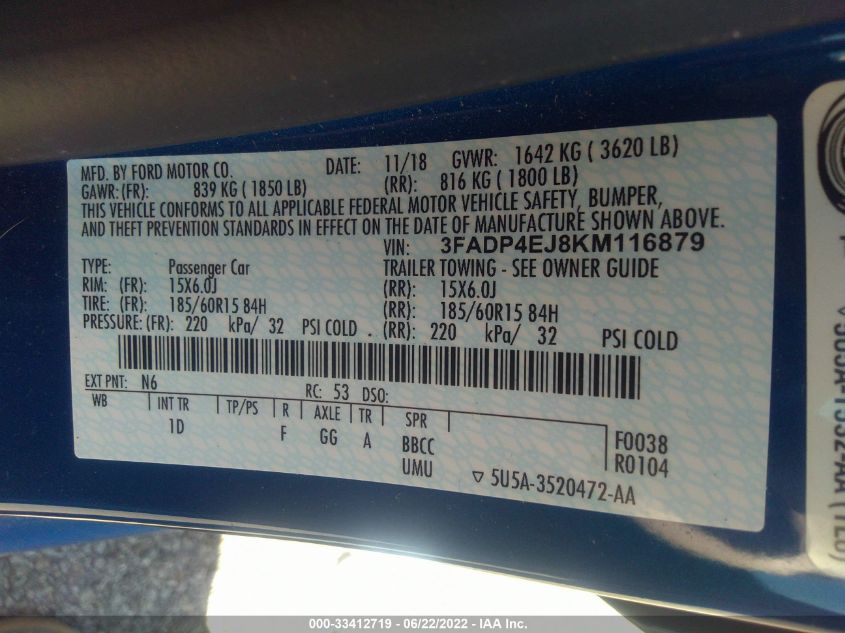 MFD. BY FORD MOTOR CO. DATE: 11/18 GVWR: 1642 KG ( 3620 LB)
GAWR: (FR): 839 KG ( 1850 LB) (RR): 816 KG ( 1800 LB)
THIS VEHICLE CONFORMS TO ALL APPLICABLE FEDERAL MOTOR VEHICLE SAFETY, BUMPER,
AND THEFT PREVENTION STANDARDS IN EFFECT ON THE DATE OF MANUFACTURE SHOWN ABOVE.
VIN: 3FADP4EJ8KM116879
TYPE: Passenger Car TRAILER TOWING - SEE OWNER GUIDE
RIM: (FR): 15X6.0J (RR): 15X6.0J
TIRE: (FR): 185/60R15 84H (RR): 185/60R15 84H
PRESSURE: (FR): 220 kPa/ 32 PSI COLD . (RR): 220 kPa/ 32 PSI COLD
EXT PNT: N6 RC: 53 DSO:
WB INT TR TP/PS R AXLE TR SPR
1D F GG A BBCC F0038
UMU R0104
▽ 5U5A-3520472-AA
000-33412719 - 06/22/2022 - IAA Inc.